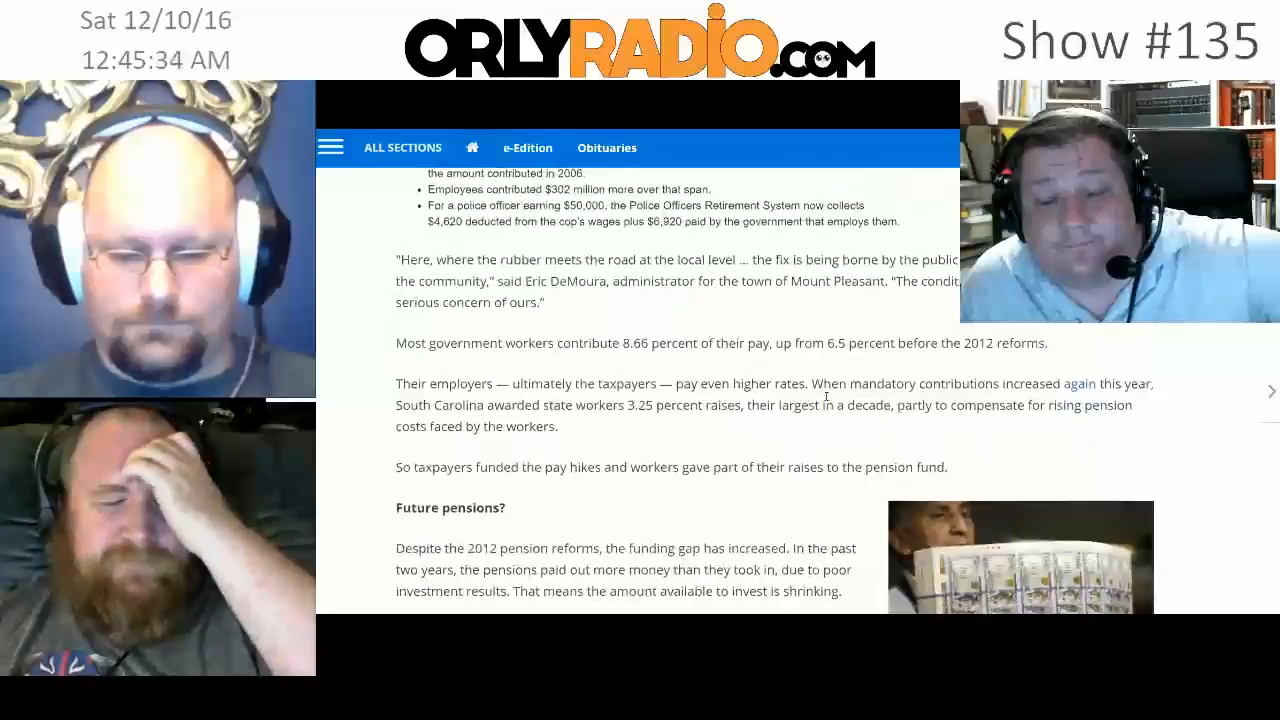 Sat 12/10/16
12:45:34 AM
ORLYRADiO.COM
Show #135
ALL SECTIONS
e-Edition
Obituaries
the amount contributed in 2006.
• Employees contributed $302 million more over that span.
• For a police officer earning $50,000, the Police Officers Retirement System now collects
$4,620 deducted from the cop's wages plus $6,920 paid by the government that employs them.
"Here, where the rubber meets the road at the local level ... the fix is being borne by the public
the community," said Eric DeMoura, administrator for the town of Mount Pleasant. "The condit
serious concern of ours."
Most government workers contribute 8.66 percent of their pay, up from 6.5 percent before the 2012 reforms.
Their employers — ultimately the taxpayers — pay even higher rates. When mandatory contributions increased again this year,
South Carolina awarded state workers 3.25 percent raises, their largest in a decade, partly to compensate for rising pension
costs faced by the workers.
So taxpayers funded the pay hikes and workers gave part of their raises to the pension fund.
Future pensions?
Despite the 2012 pension reforms, the funding gap has increased. In the past
two years, the pensions paid out more money than they took in, due to poor
investment results. That means the amount available to invest is shrinking.